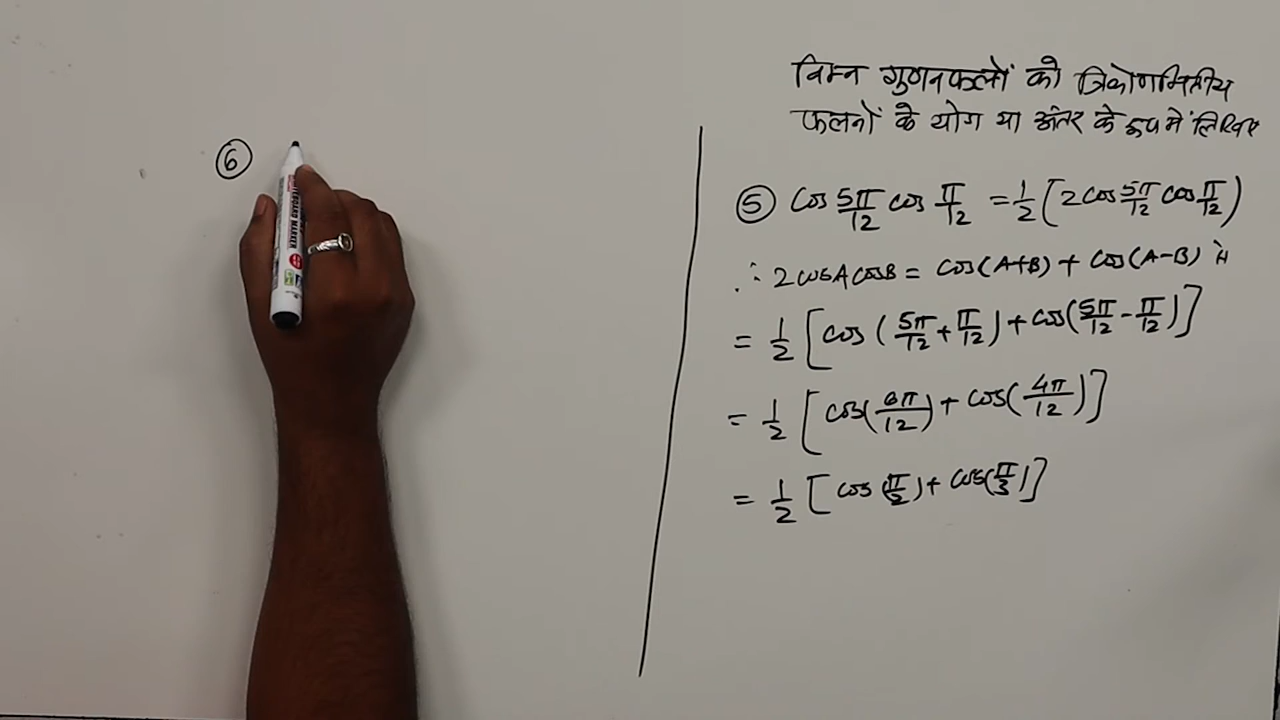 ⑥
निम्न गुणनफलों को त्रिकोणमितीय
फलनों के योग या अंतर के रूप में लिखिए
⑤ cos 5π/12 cos π/12 = 1/2 (2cos 5π/12 cos π/12)
∴ 2cosA cosB = cos(A+B) + cos(A-B) से
= 1/2 [cos (5π/12 + π/12) + cos(5π/12 - π/12)]
= 1/2 [cos(6π/12) + cos(4π/12)]
= 1/2 [cos(π/2) + cos(π/3)]